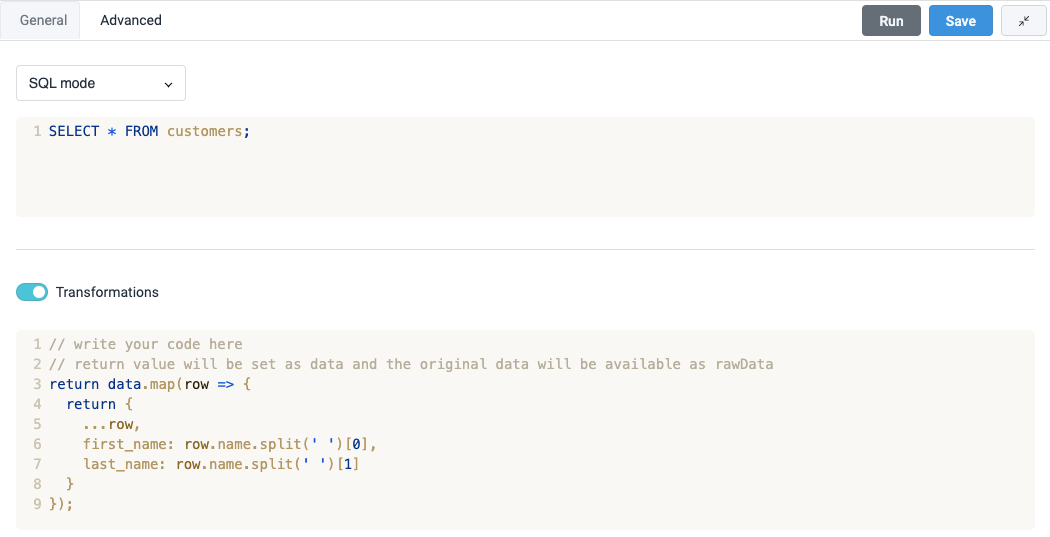 General Advanced Run Save
SQL mode
1 SELECT * FROM customers;
Transformations
1 // write your code here
2 // return value will be set as data and the original data will be available as rawData
3 return data.map(row => {
4   return {
5     ...row,
6     first_name: row.name.split(' ')[0],
7     last_name: row.name.split(' ')[1]
8   }
9 });